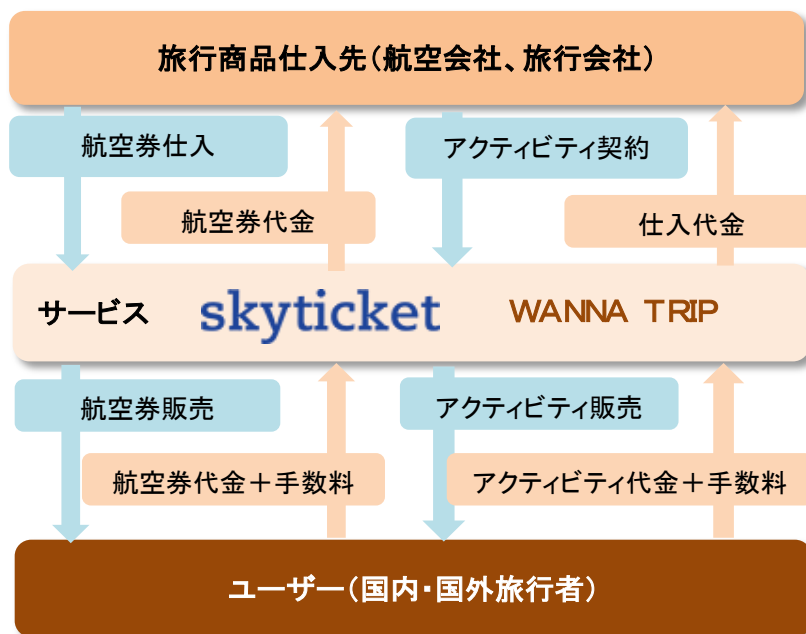 旅行商品仕入先（航空会社、旅行会社）
航空券仕入
アクティビティ契約
航空券代金
仕入代金
サービス
skyticket
WANNA TRIP
航空券販売
アクティビティ販売
航空券代金＋手数料
アクティビティ代金＋手数料
ユーザー（国内・国外旅行者）